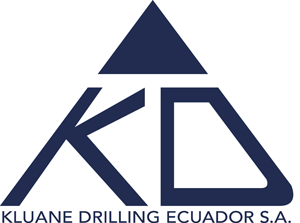 KD
KLUANE DRILLING ECUADOR S.A.